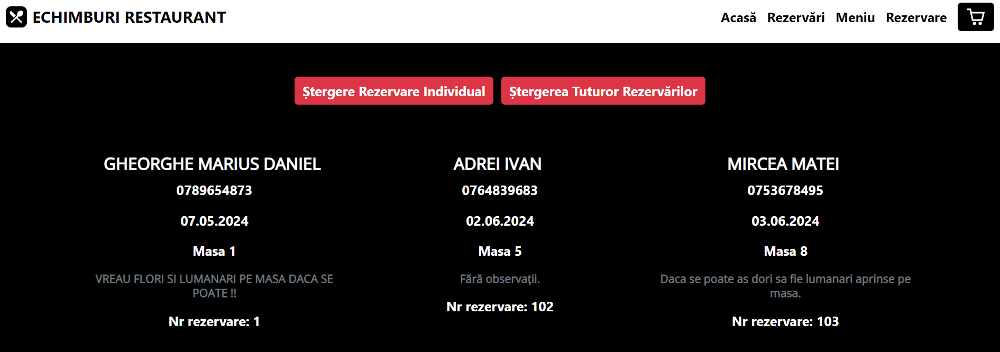 ECHIMBURI RESTAURANT
Acasă Rezervări Meniu Rezervare
Ștergere Rezervare Individual Ștergerea Tuturor Rezervărilor
GHEORGHE MARIUS DANIEL
0789654873
07.05.2024
Masa 1
VREAU FLORI SI LUMANARI PE MASA DACA SE
POATE !!
Nr rezervare: 1
ADREI IVAN
0764839683
02.06.2024
Masa 5
Fără observații.
Nr rezervare: 102
MIRCEA MATEI
0753678495
03.06.2024
Masa 8
Daca se poate as dori sa fie lumanari aprinse pe
masa.
Nr rezervare: 103